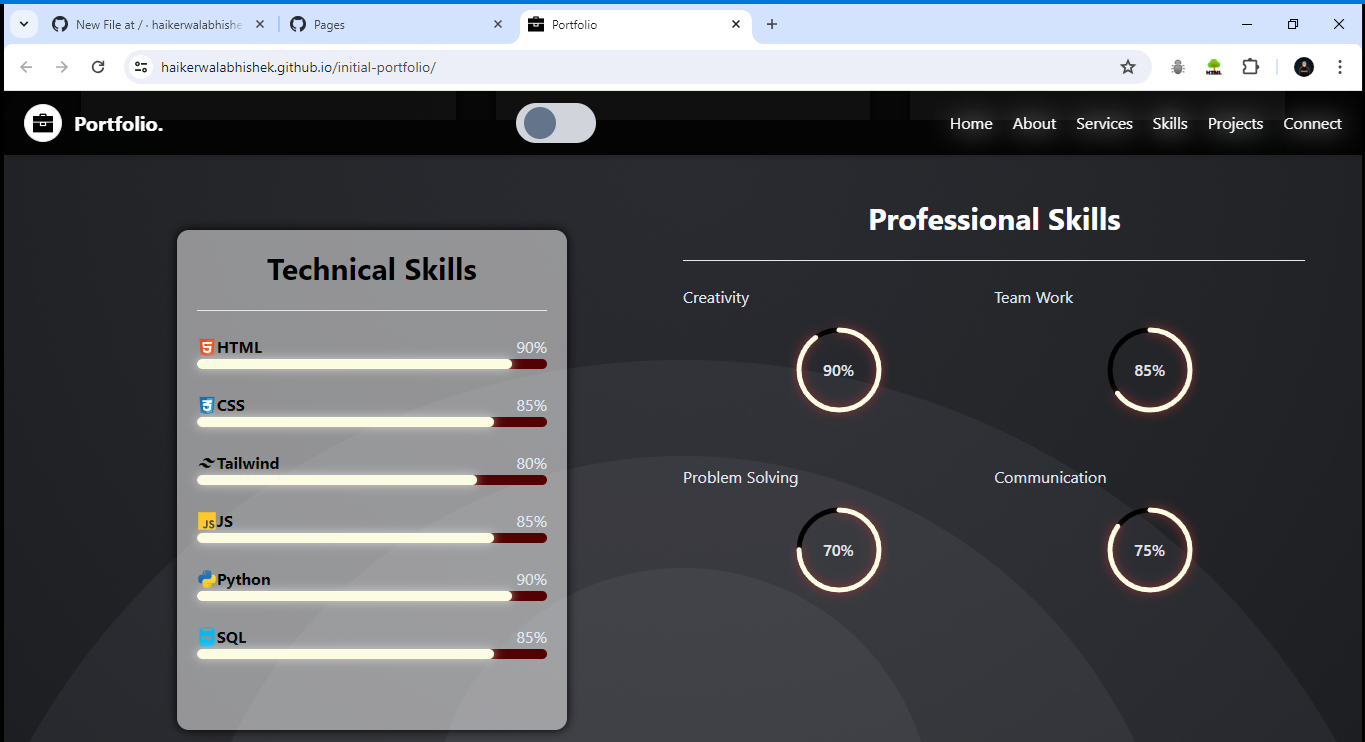 New File at / · haikerwalabhishe
Pages
Portfolio
haikerwalabhishek.github.io/initial-portfolio/
HTML
Portfolio.
Home About Services Skills Projects Connect
Technical Skills
HTML 90%
CSS 85%
Tailwind 80%
JS JS 85%
Python 90%
SQL 85%
Professional Skills
Creativity Team Work
90% 85%
Problem Solving Communication
70% 75%